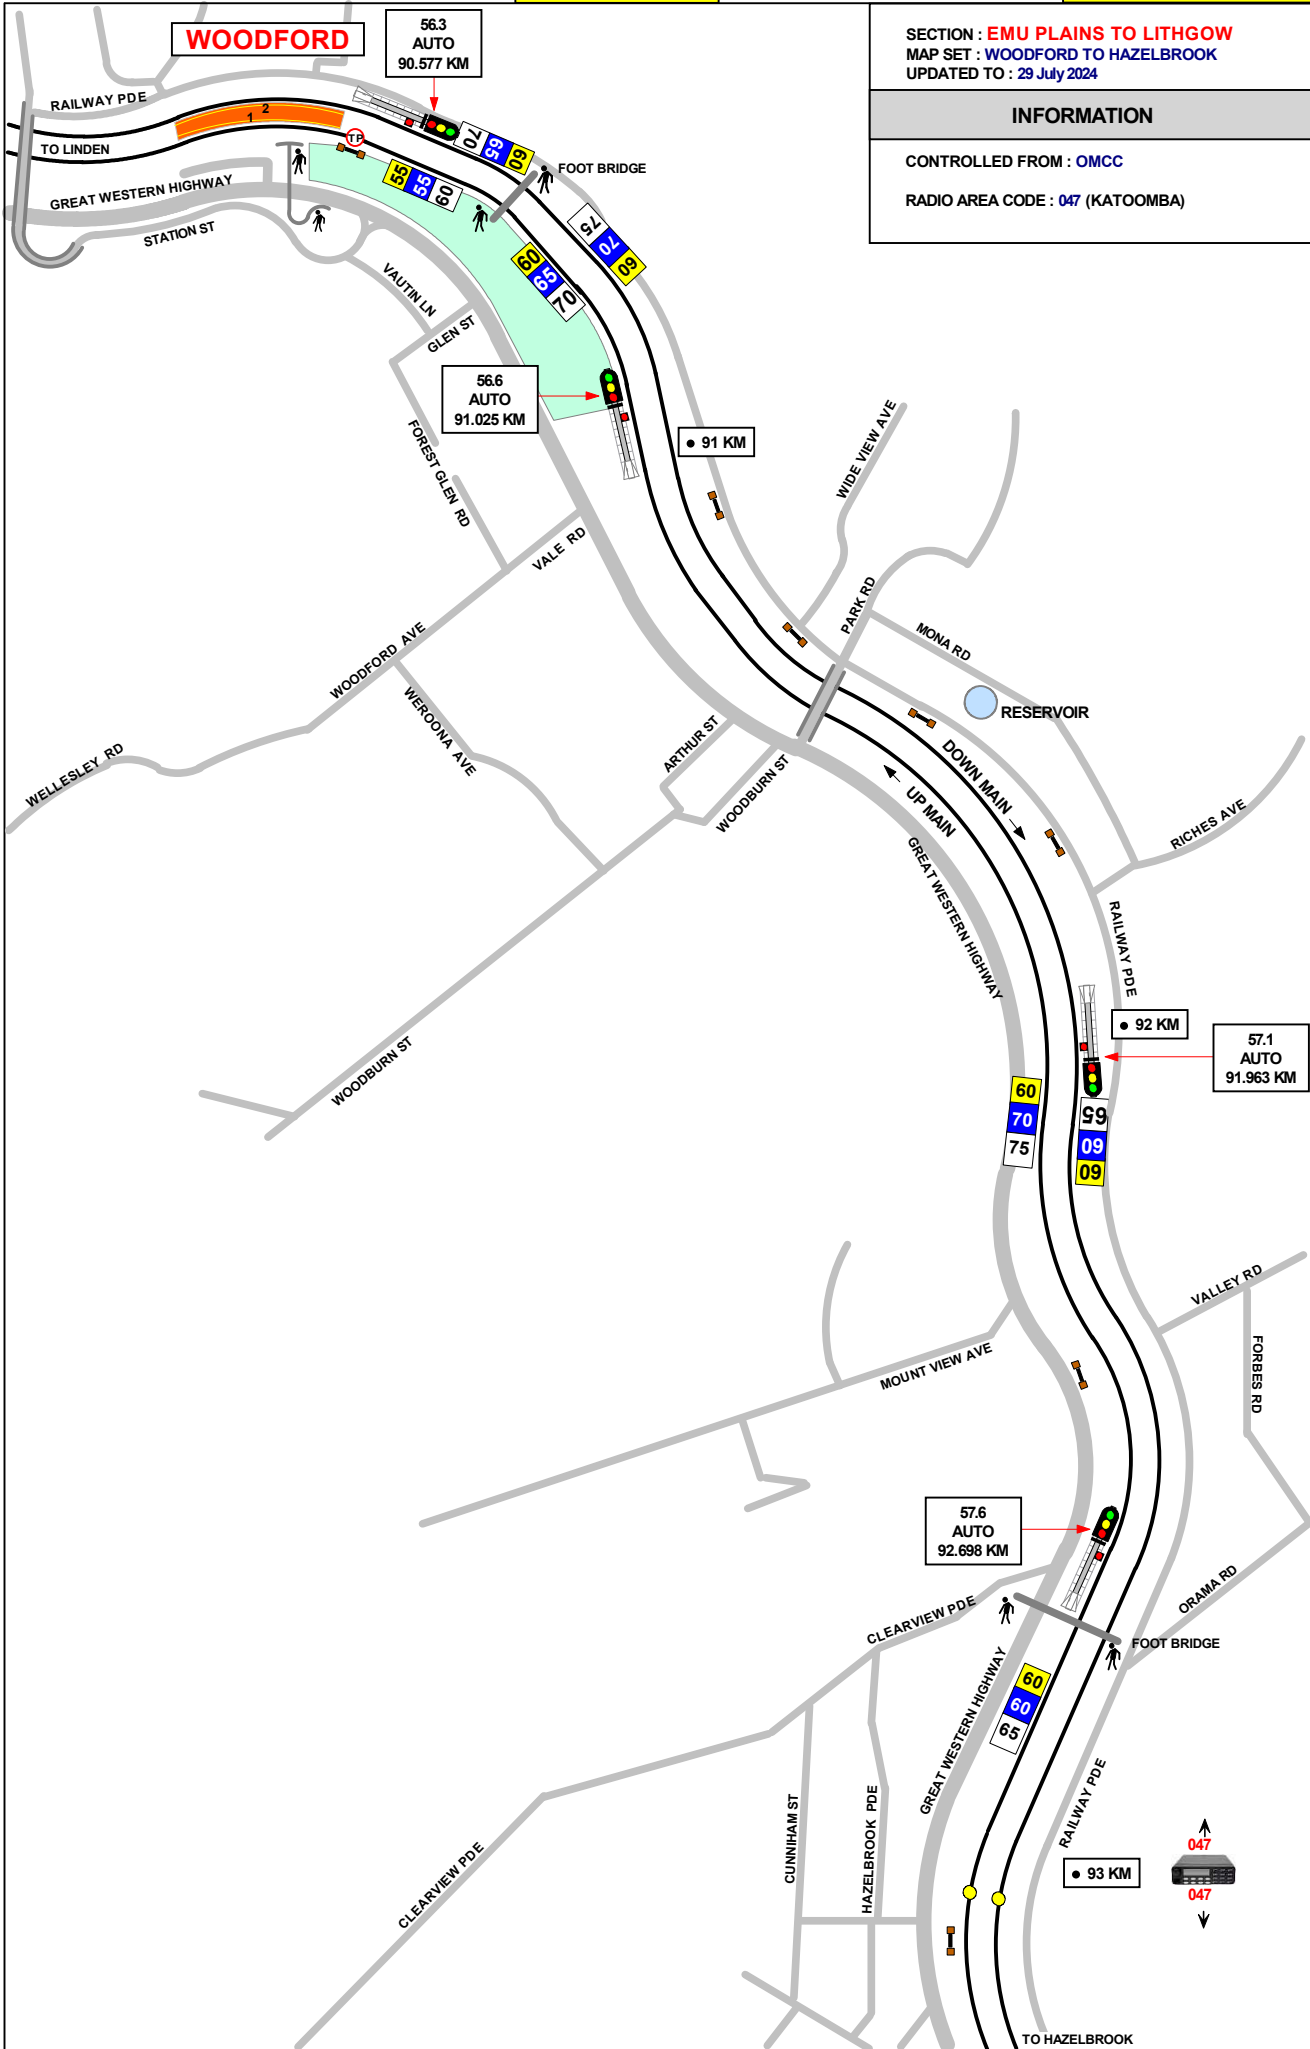 WOODFORD
56.3
AUTO
90.577 KM
SECTION : EMU PLAINS TO LITHGOW
MAP SET : WOODFORD TO HAZELBROOK
UPDATED TO : 29 July 2024
INFORMATION
CONTROLLED FROM : OMCC
RADIO AREA CODE : 047 (KATOOMBA)
RAILWAY PDE
2
1
TP
TO LINDEN
70
65
60
FOOT BRIDGE
55
55
60
GREAT WESTERN HIGHWAY
STATION ST
75
70
60
60
65
70
VAUTIN LN
GLEN ST
56.6
AUTO
91.025 KM
91 KM
FOREST GLEN RD
WIDE VIEW AVE
VALE RD
PARK RD
MONA RD
WOODFORD AVE
WEROONA AVE
RESERVOIR
WELLESLEY RD
ARTHUR ST
WOODBURN ST
DOWN MAIN
UP MAIN
RICHES AVE
GREAT WESTERN HIGHWAY
RAILWAY PDE
92 KM
57.1
AUTO
91.963 KM
WOODBURN ST
60
70
75
65
60
60
VALLEY RD
FORBES RD
MOUNT VIEW AVE
57.6
AUTO
92.698 KM
ORAMA RD
CLEARVIEW PDE
FOOT BRIDGE
60
60
65
GREAT WESTERN HIGHWAY
RAILWAY PDE
CUNNIHAM ST
HAZELBROOK PDE
CLEARVIEW PDE
93 KM
047
047
TO HAZELBROOK